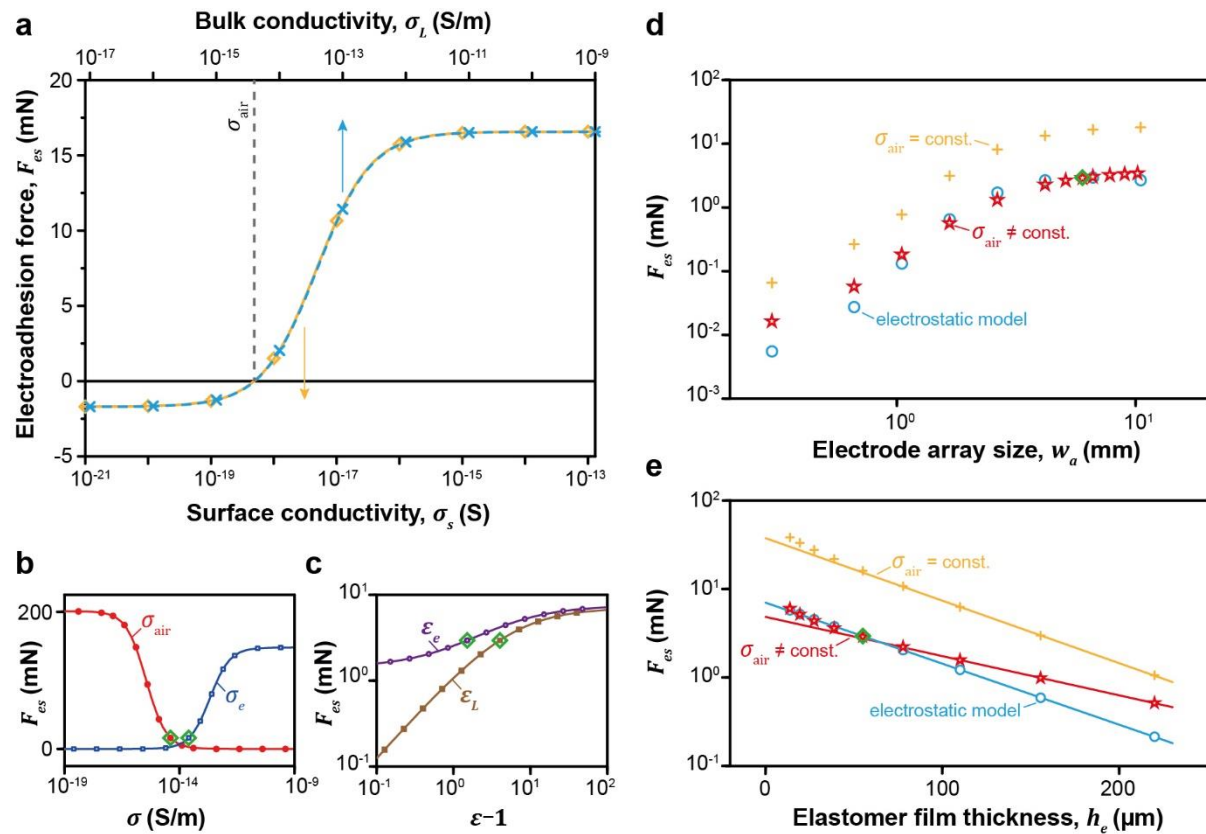 a
Bulk conductivity, σL (S/m)
10⁻¹⁷ 10⁻¹⁵ 10⁻¹³ 10⁻¹¹ 10⁻⁹
Electroadhesion force, Fes (mN)
20
15
10
5
0
-5
σair
10⁻²¹ 10⁻¹⁹ 10⁻¹⁷ 10⁻¹⁵ 10⁻¹³
Surface conductivity, σs (S)
b
Fes (mN)
200
0
σair
σe
10⁻¹⁹ 10⁻¹⁴ 10⁻⁹
σ (S/m)
c
Fes (mN)
10¹
10⁰
10⁻¹
εe
εL
10⁻¹ 10⁰ 10¹ 10²
ε−1
d
Fes (mN)
10²
10¹
10⁰
10⁻¹
10⁻²
10⁻³
σair = const.
σair ≠ const.
electrostatic model
10⁰ 10¹
Electrode array size, wa (mm)
e
Fes (mN)
10²
10¹
10⁰
10⁻¹
σair = const.
σair ≠ const.
electrostatic model
0 100 200
Elastomer film thickness, he (μm)